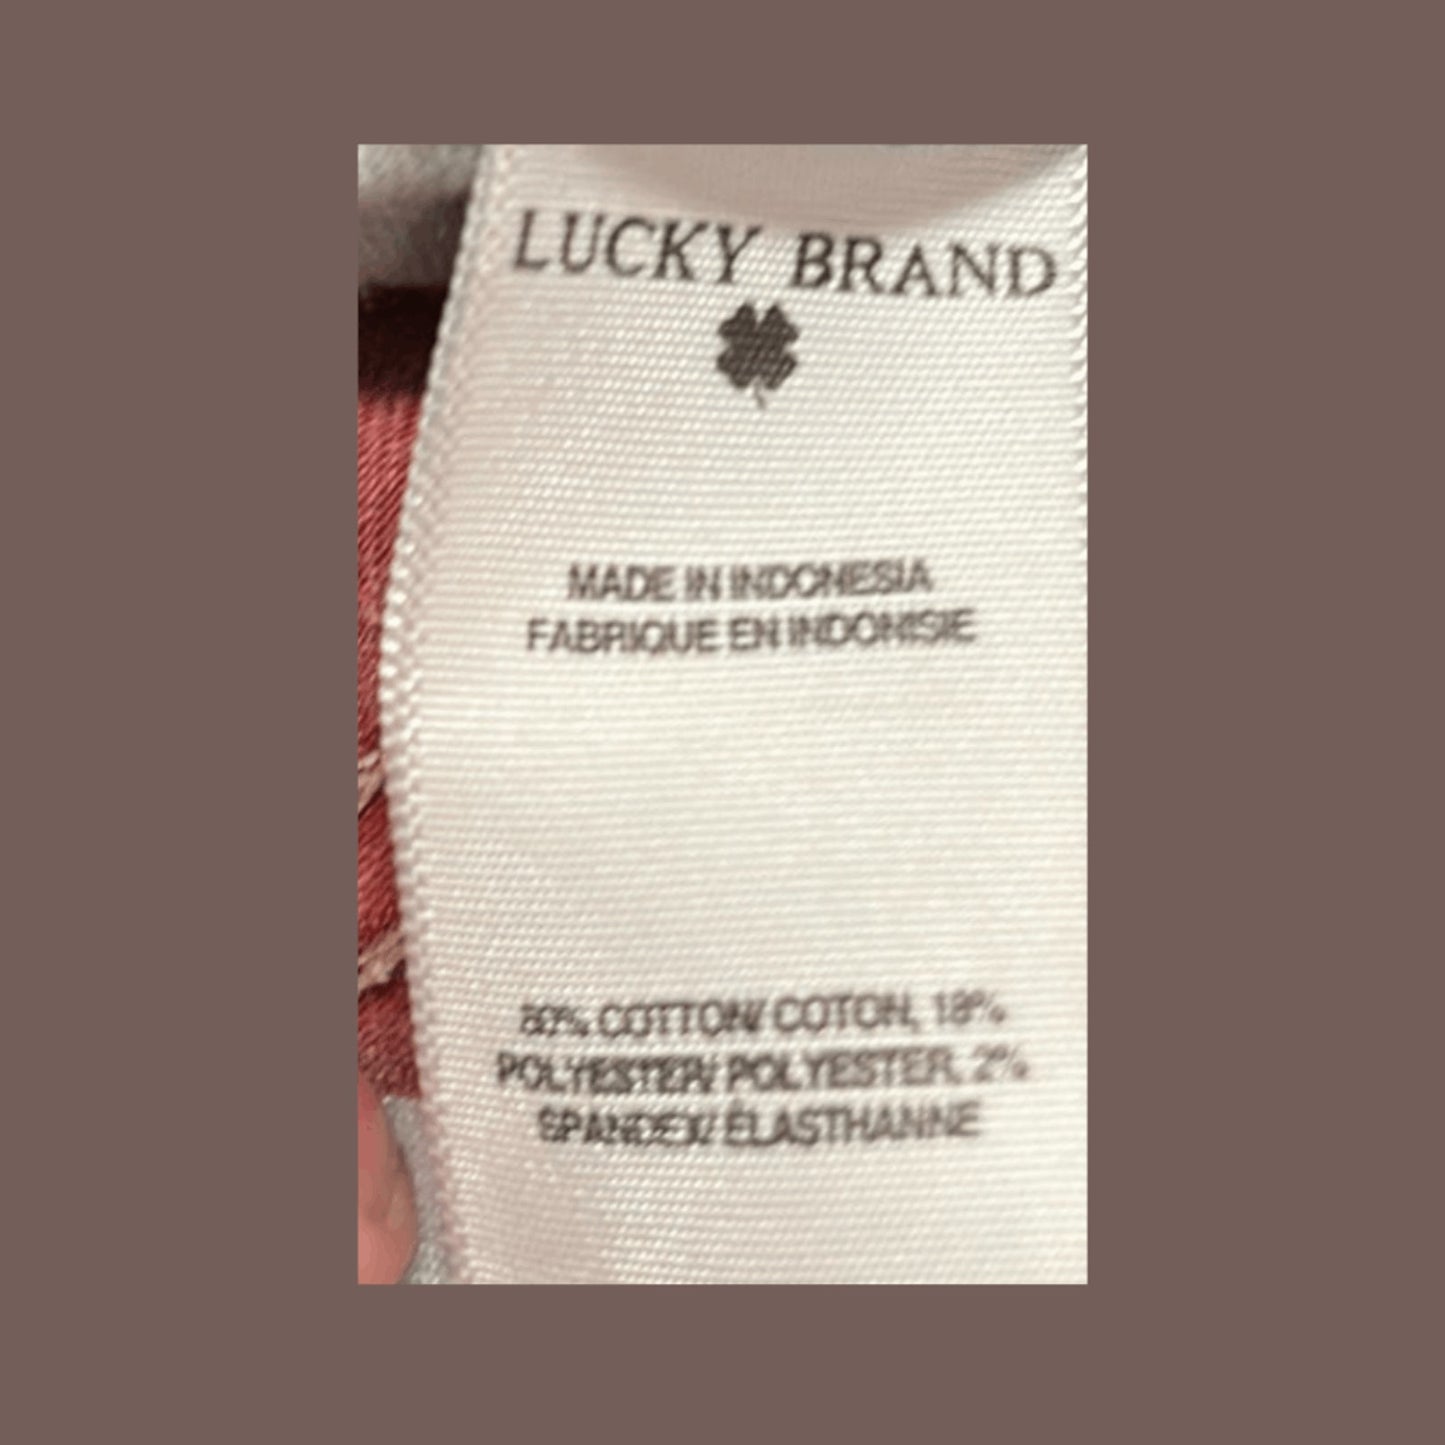 LUCKY BRAND
MADE IN INDONESIA
FABRIQUE EN INDONISIE
80% COTTON/ COTON, 18%
POLYESTER/ POLYESTER, 2%
SPANDEX/ ÉLASTHANNE